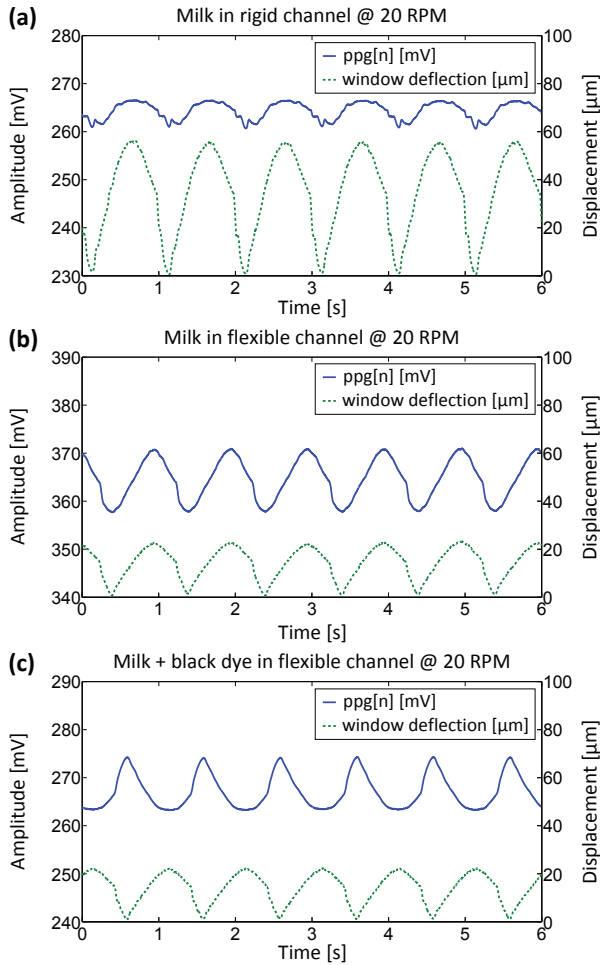 (a)
Milk in rigid channel @ 20 RPM
280
270
260
250
240
230
Amplitude [mV]
ppg[n] [mV]
window deflection [µm]
100
80
60
40
20
0
Displacement [µm]
0 1 2 3 4 5 6
Time [s]
(b)
Milk in flexible channel @ 20 RPM
390
380
370
360
350
340
Amplitude [mV]
ppg[n] [mV]
window deflection [µm]
100
80
60
40
20
0
Displacement [µm]
0 1 2 3 4 5 6
Time [s]
(c)
Milk + black dye in flexible channel @ 20 RPM
290
280
270
260
250
240
Amplitude [mV]
ppg[n] [mV]
window deflection [µm]
100
80
60
40
20
0
Displacement [µm]
0 1 2 3 4 5 6
Time [s]